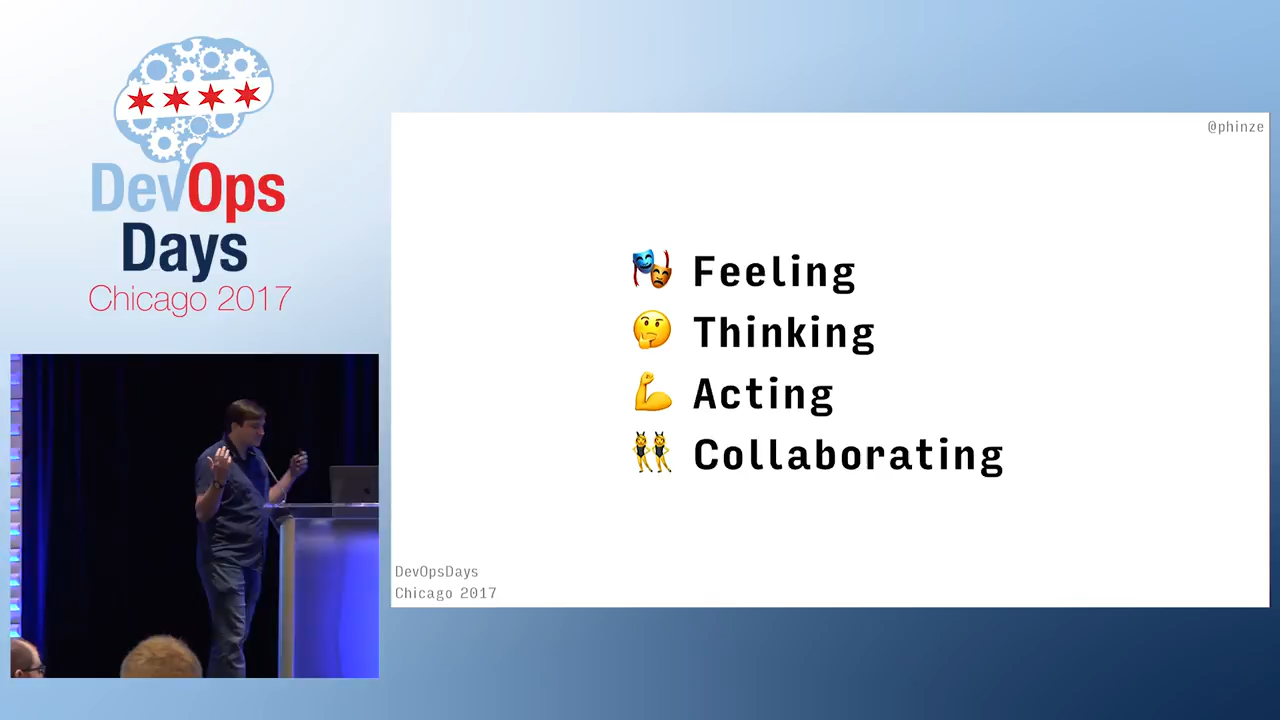 DevOps
Days
Chicago 2017
@phinze
Feeling
Thinking
Acting
Collaborating
DevOpsDays
Chicago 2017